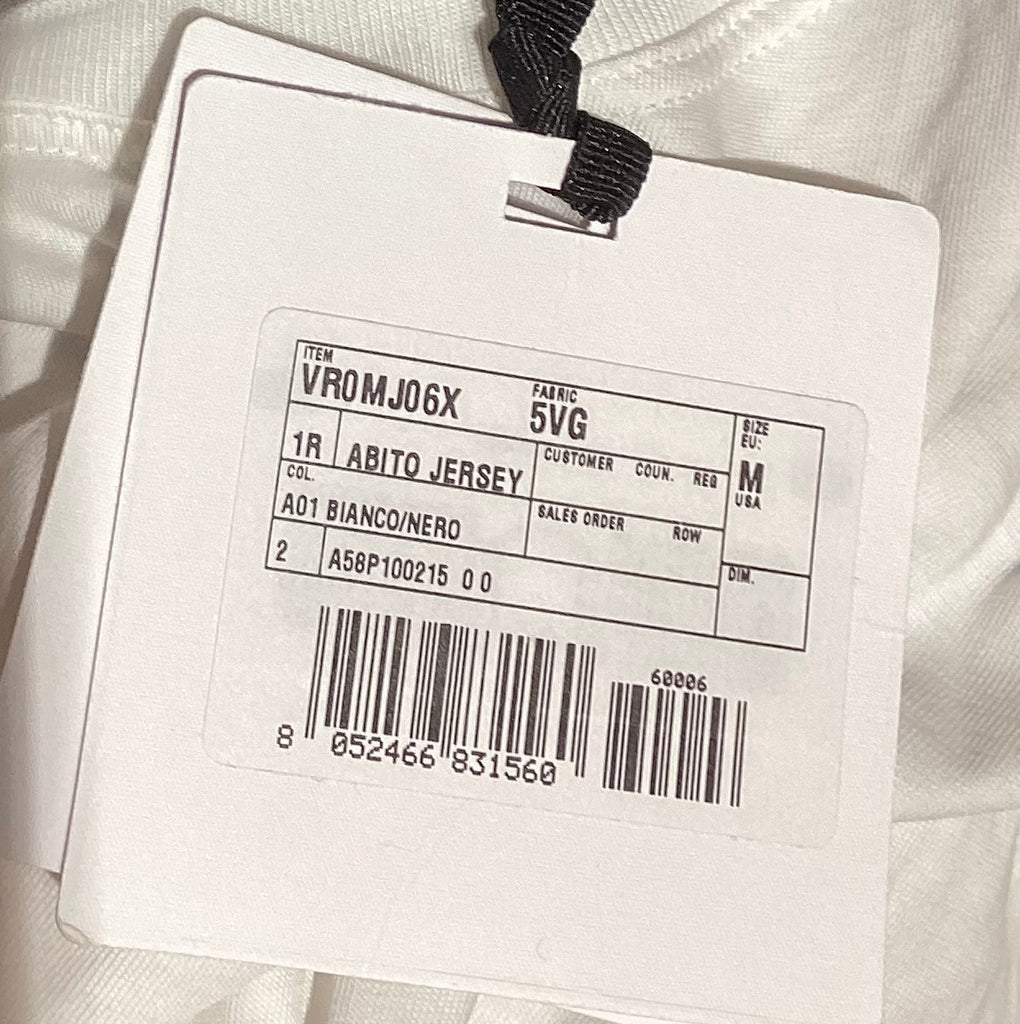 ITEM
VR0MJ06X
FABRIC
5VG
SIZE
EU:
M
USA
1R
ABITO JERSEY
CUSTOMER COUN. REQ
COL.
A01 BIANCO/NERO
SALES ORDER ROW
DIM.
2
A58P100215 0 0
60006
8 052466 831560